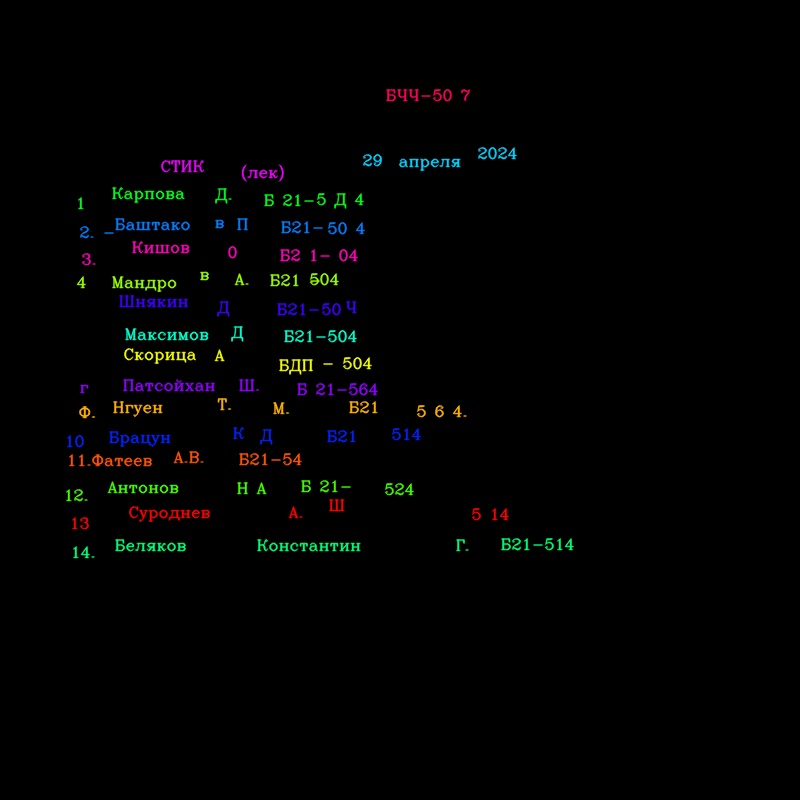 БЧЧ-50 7
29 апреля 2024
СТИК (лек)
1 Карпова Д. Б 21-5 Д 4
2. -Баштако в П Б21-50 4
3. Кишов 0 Б2 1- 04
4 Мандро в А. Б21 504
Шнякин Д Б21-50 Ч
Максимов Д Б21-504
Скорица А БДП - 504
г Патсойхан Ш. Б 21-564
Ф. Нгуен Т. М. Б21 5 6 4.
10 Брацун К Д Б21 514
11.Фатеев А.В. Б21-54
12. Антонов Н А Б 21- 524
13 Суроднев А. Ш 5 14
14. Беляков Константин Г. Б21-514